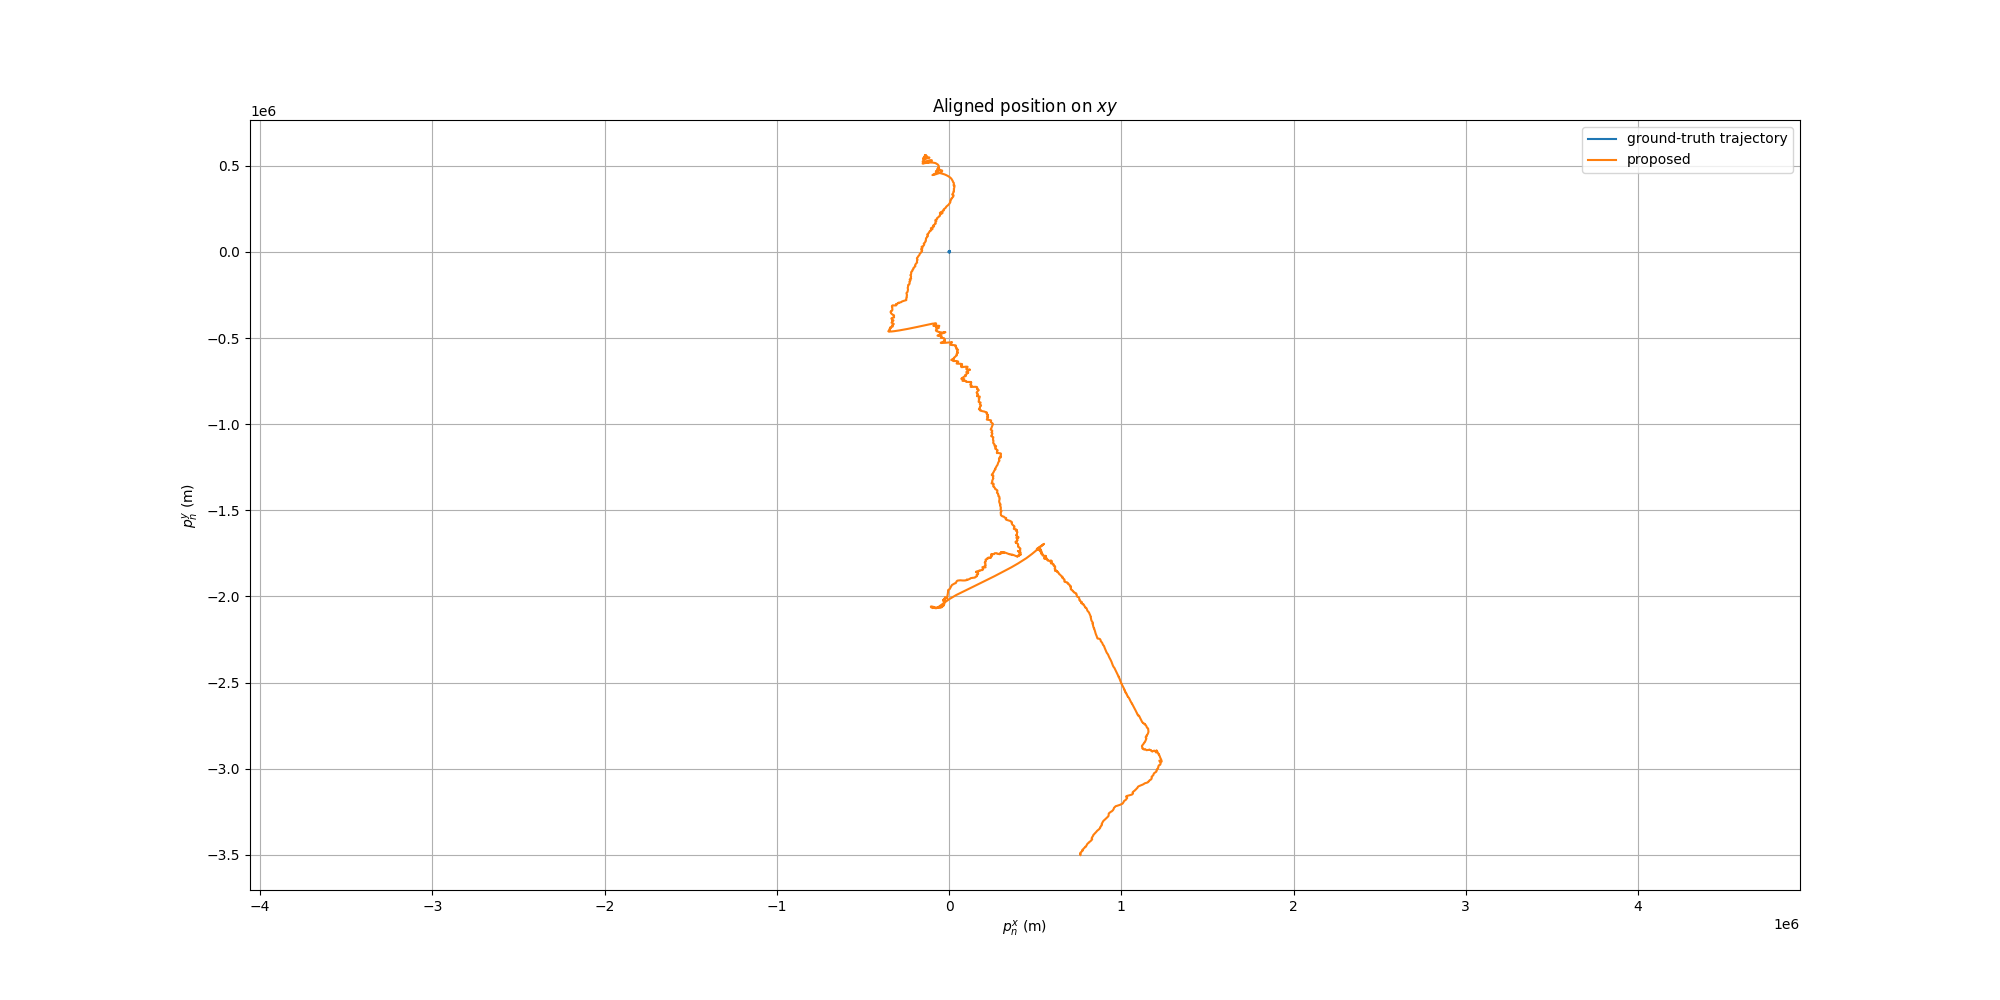 Aligned position on xy
1e6
ground-truth trajectory
proposed
0.5
0.0
−0.5
−1.0
−1.5
−2.0
−2.5
−3.0
−3.5
p_n^y (m)
−4 −3 −2 −1 0 1 2 3 4
p_n^x (m)
1e6